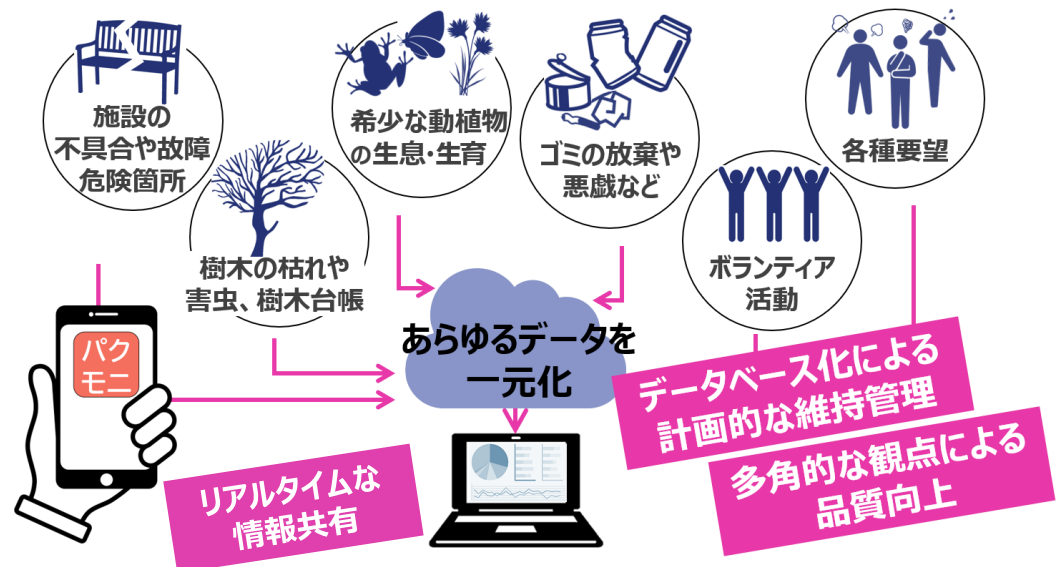 施設の
不具合や故障
危険箇所
樹木の枯れや
害虫、樹木台帳
希少な動植物
の生息・生育
ゴミの放棄や
悪戯など
ボランティア
活動
各種要望
パク
モニ
あらゆるデータを
一元化
リアルタイムな
情報共有
データベース化による
計画的な維持管理
多角的な観点による
品質向上